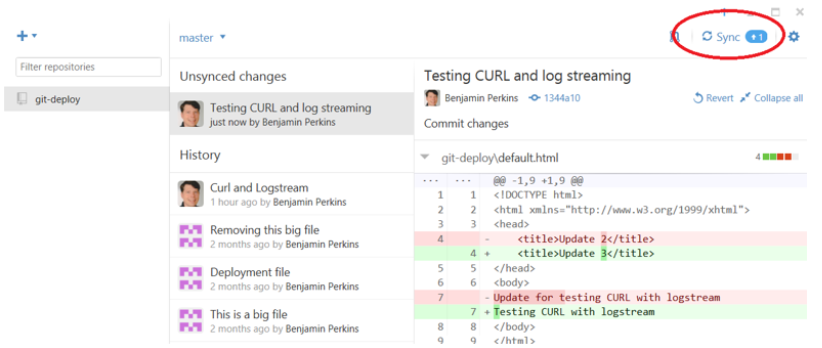 master
Sync 1
Filter repositories
git-deploy
Unsynced changes
Testing CURL and log streaming
just now by Benjamin Perkins
History
Curl and Logstream
1 hour ago by Benjamin Perkins
Removing this big file
2 months ago by Benjamin Perkins
Deployment file
2 months ago by Benjamin Perkins
This is a big file
2 months ago by Benjamin Perkins
Testing CURL and log streaming
Benjamin Perkins 1344a10
Revert Collapse all
Commit changes
git-deploy\default.html 4
... ... @@ -1,9 +1,9 @@
1 1 <!DOCTYPE html>
2 2 <html xmlns="http://www.w3.org/1999/xhtml">
3 3 <head>
4 - <title>Update 2</title>
4 + <title>Update 3</title>
5 5 </head>
6 6 <body>
7 - Update for testing CURL with logstream
7 + Testing CURL with logstream
8 8 </body>
9 9 </html>